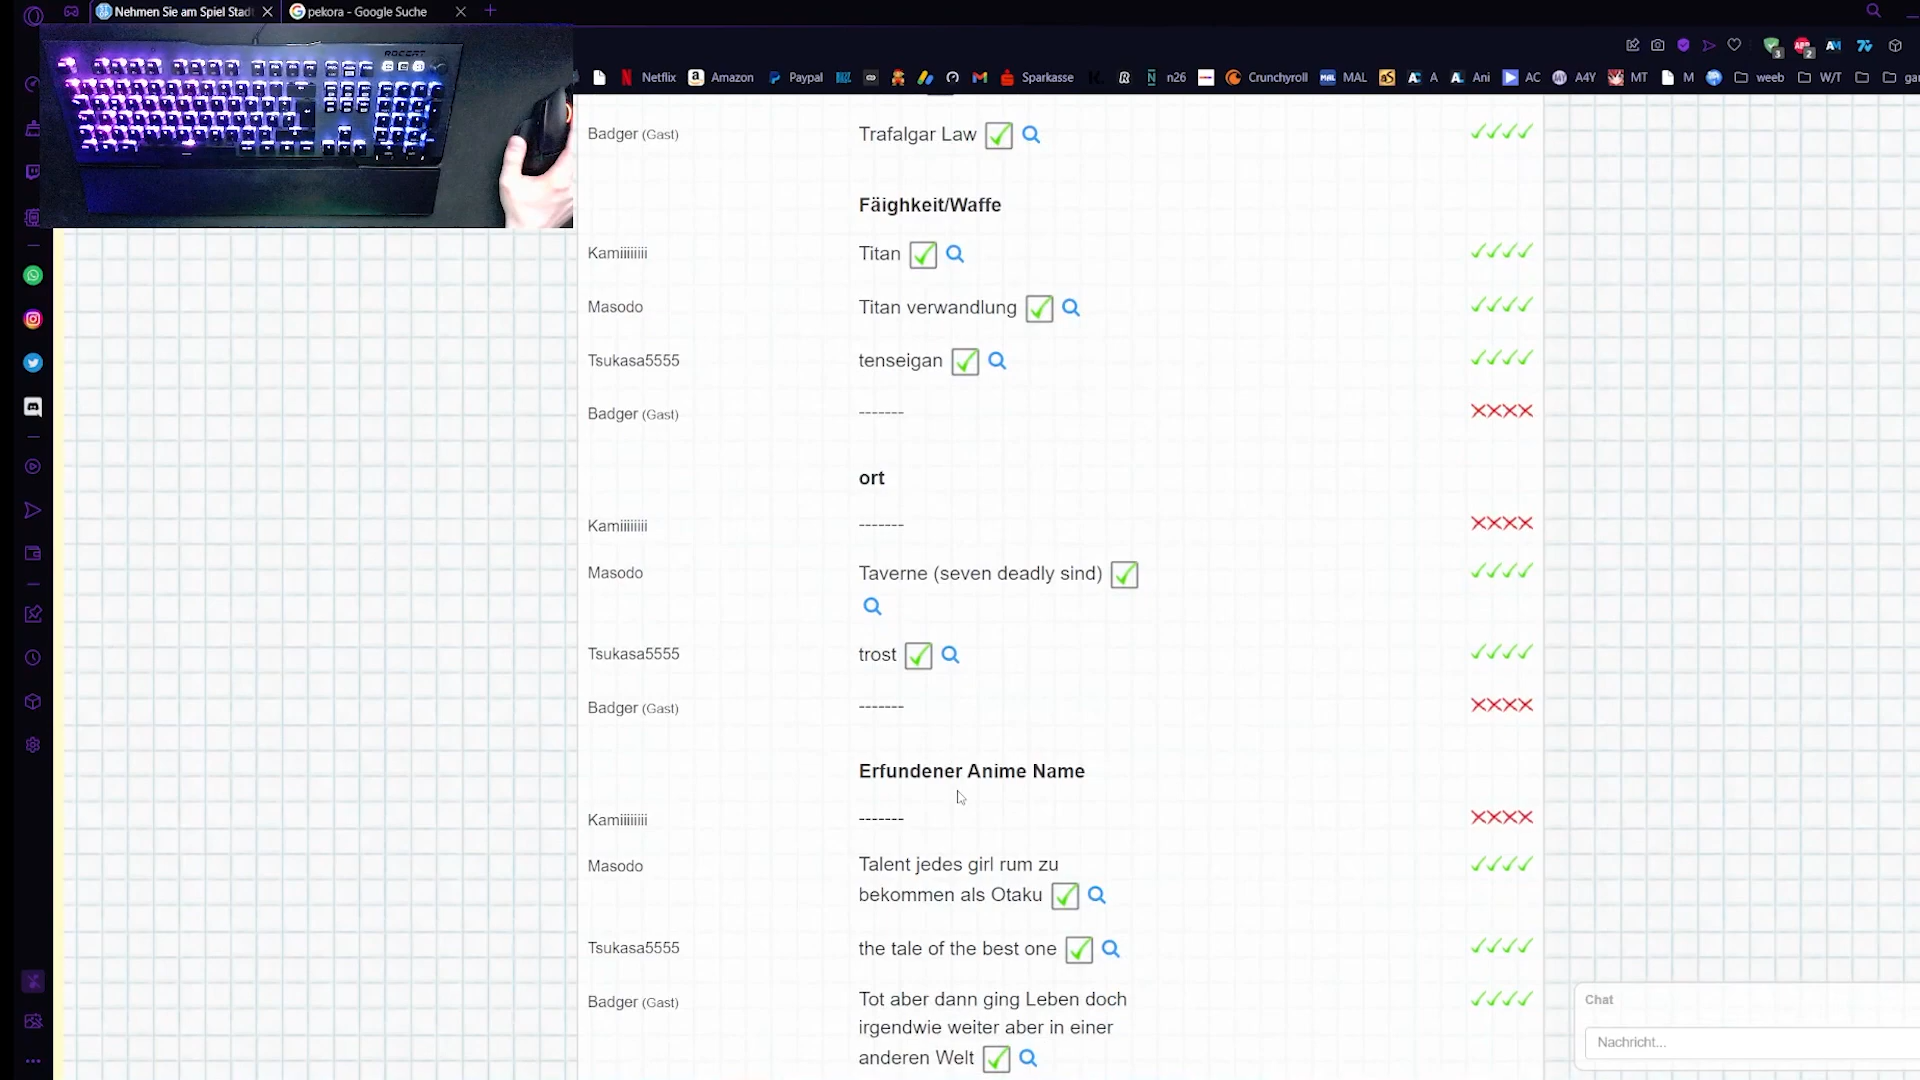 Nehmen Sie am Spiel Stadt
pekora - Google Suche
ROCCAT
Netflix
Amazon
Paypal
Sparkasse
n26
Crunchyroll
MAL
A
Ani
AC
A4Y
MT
M
weeb
W/T
Badger (Gast)
Trafalgar Law
Fäighkeit/Waffe
Kamiiiiiiii
Titan
Masodo
Titan verwandlung
Tsukasa5555
tenseigan
Badger (Gast)
-------
ort
Kamiiiiiiii
-------
Masodo
Taverne (seven deadly sind)
Tsukasa5555
trost
Badger (Gast)
-------
Erfundener Anime Name
Kamiiiiiiii
-------
Masodo
Talent jedes girl rum zu
bekommen als Otaku
Tsukasa5555
the tale of the best one
Badger (Gast)
Tot aber dann ging Leben doch
irgendwie weiter aber in einer
anderen Welt
Chat
Nachricht...